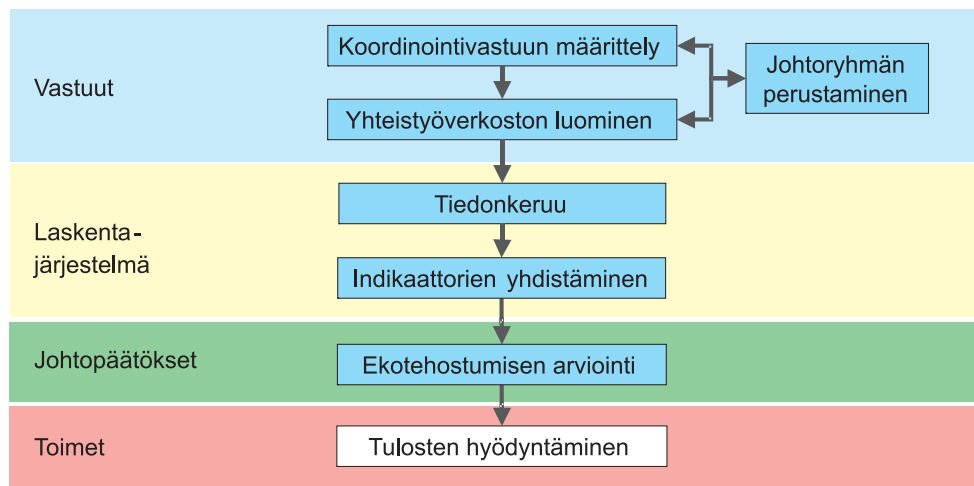 Vastuut
Koordinointivastuun määrittely
Yhteistyöverkoston luominen
Johtoryhmän
perustaminen
Laskenta-
järjestelmä
Tiedonkeruu
Indikaattorien yhdistäminen
Johtopäätökset
Ekotehostumisen arviointi
Toimet
Tulosten hyödyntäminen